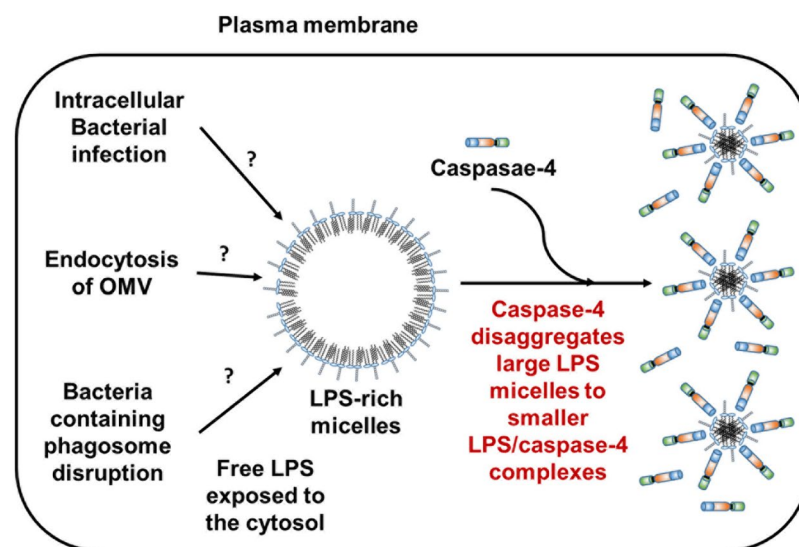 Plasma membrane
Intracellular
Bacterial
infection
?
Endocytosis
of OMV
?
Bacteria
containing
phagosome
disruption
?
Free LPS
exposed to
the cytosol
LPS-rich
micelles
Caspasae-4
Caspase-4
disaggregates
large LPS
micelles to
smaller
LPS/caspase-4
complexes